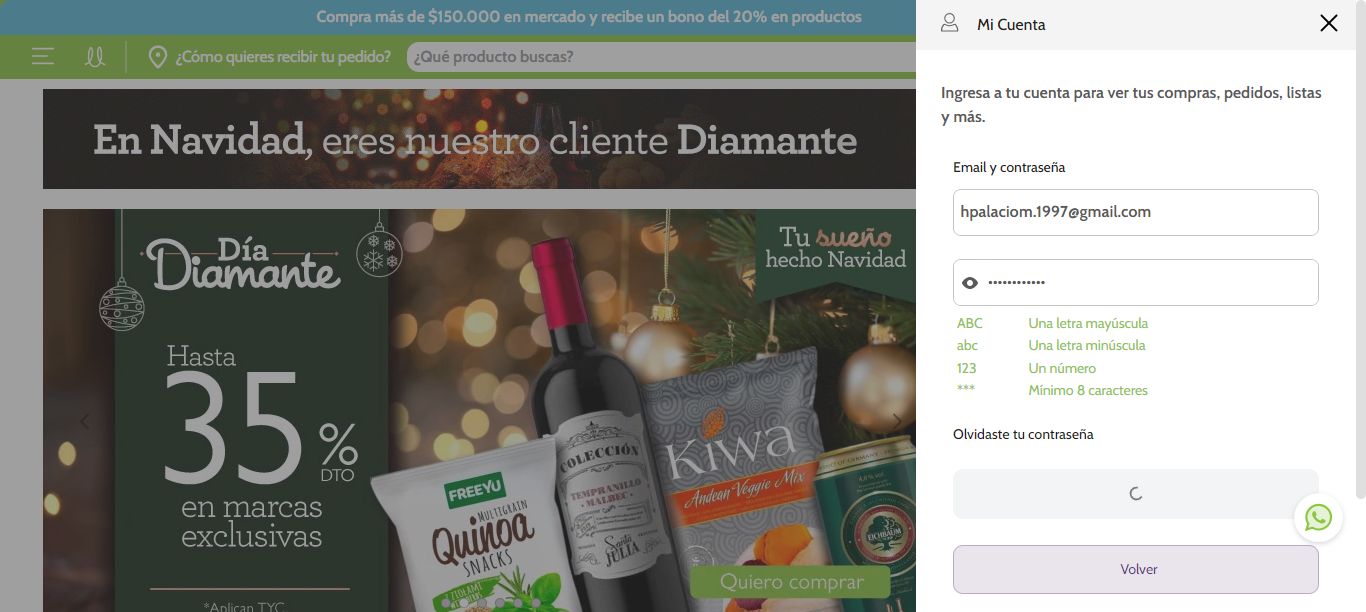 Compra más de $150.000 en mercado y recibe un bono del 20% en productos
¿Cómo quieres recibir tu pedido?
¿Qué producto buscas?
En Navidad, eres nuestro cliente Diamante
Día
Diamante
Hasta
35%
DTO
en marcas
exclusivas
*Aplican TYC
Tu sueño
hecho Navidad
FREEYU
MULTIGRAIN
Quinoa
SNACKS
COLECCIÓN
TEMPRANILLO
MALBEC
Santa
JULIA
Kiwa
Andean Veggie Mix
EICHBAUM
Quiero comprar
Mi Cuenta
Ingresa a tu cuenta para ver tus compras, pedidos, listas
y más.
Email y contraseña
hpalaciom.1997@gmail.com
••••••••••••
ABC Una letra mayúscula
abc Una letra minúscula
123 Un número
*** Mínimo 8 caracteres
Olvidaste tu contraseña
Volver